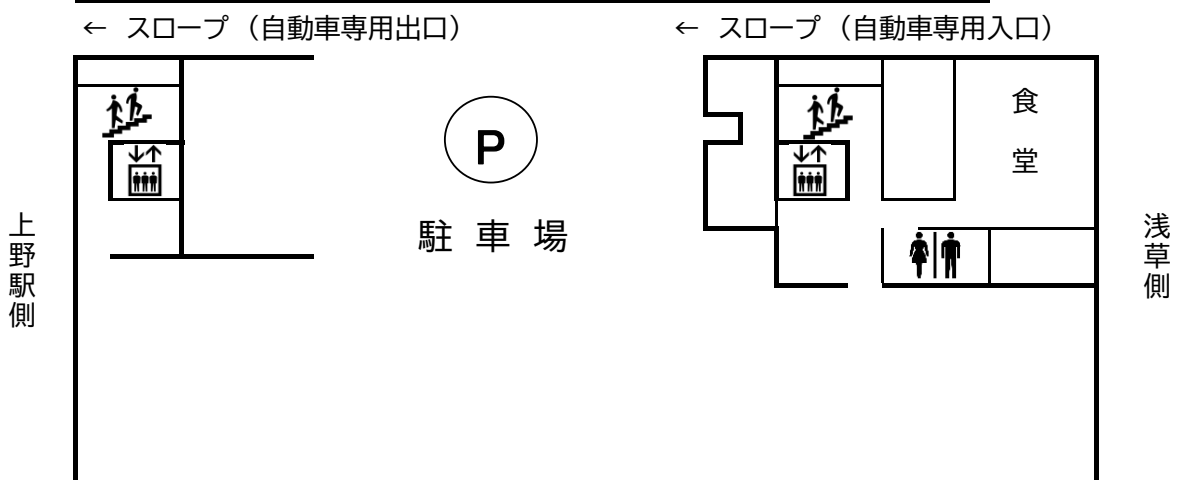 ← スロープ（自動車専用出口）
← スロープ（自動車専用入口）
P
駐車場
食堂
上野駅側
浅草側